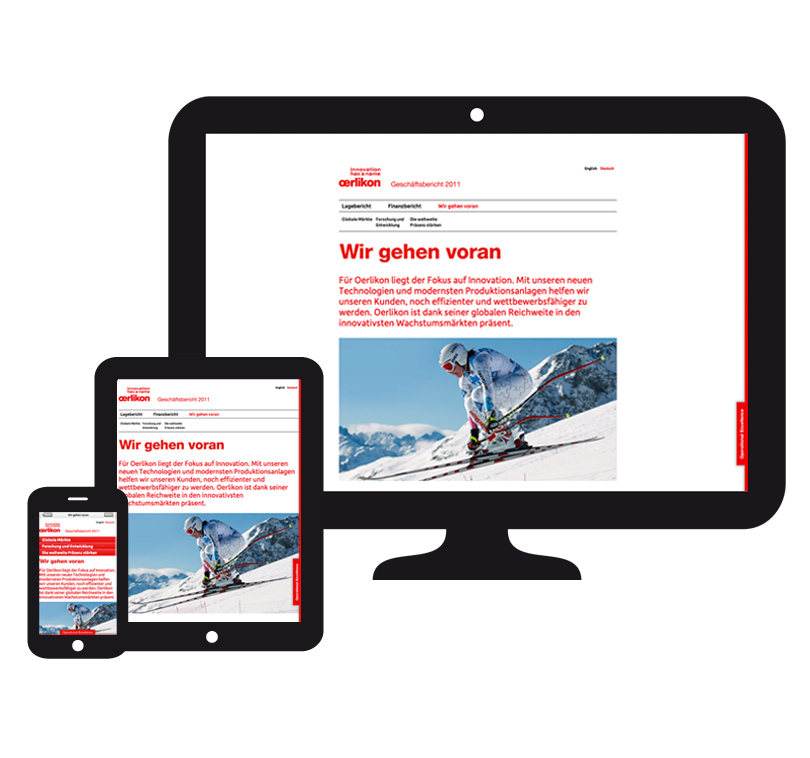 Innovation
has a name
œrlikon
Geschäftsbericht 2011
English Deutsch
Lagebericht Finanzbericht Wir gehen voran
Globale Märkte Forschung und Entwicklung Die weltweite Präsenz stärken
Wir gehen voran
Für Oerlikon liegt der Fokus auf Innovation. Mit unseren neuen
Technologien und modernsten Produktionsanlagen helfen wir
unseren Kunden, noch effizienter und wettbewerbsfähiger zu
werden. Oerlikon ist dank seiner globalen Reichweite in den
innovativsten Wachstumsmärkten präsent.
Operational Excellence
Innovation
has a name
œrlikon
Geschäftsbericht 2011
English Deutsch
Lagebericht Finanzbericht Wir gehen voran
Globale Märkte Forschung und Entwicklung Die weltweite Präsenz stärken
Wir gehen voran
Für Oerlikon liegt der Fokus auf Innovation. Mit unseren
neuen Technologien und modernsten Produktionsanlagen
helfen wir unseren Kunden, noch effizienter und
wettbewerbsfähiger zu werden. Oerlikon ist dank seiner
globalen Reichweite in den innovativsten
Wachstumsmärkten präsent.
Operational Excellence
Wir gehen voran
English Deutsch
œrlikon
Geschäftsbericht 2011
Globale Märkte
Forschung und Entwicklung
Die weltweite Präsenz stärken
Wir gehen voran
Für Oerlikon liegt der Fokus auf Innovation.
Mit unseren neuen Technologien und
modernsten Produktionsanlagen helfen
wir unseren Kunden, noch effizienter und
wettbewerbsfähiger zu werden. Oerlikon
ist dank seiner globalen Reichweite in den
innovativsten Wachstumsmärkten präsent.
Operational Excellence